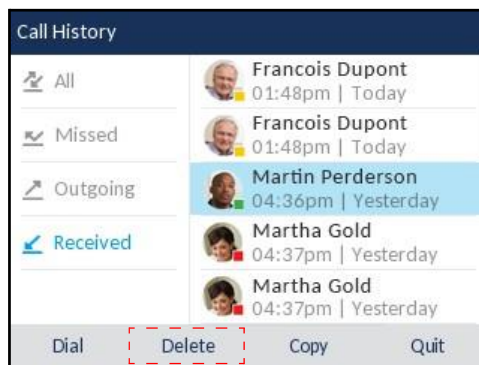 Call History
All
Missed
Outgoing
Received
Francois Dupont
01:48pm | Today
Francois Dupont
01:48pm | Today
Martin Perderson
04:36pm | Yesterday
Martha Gold
04:37pm | Yesterday
Martha Gold
04:37pm | Yesterday
Dial Delete Copy Quit